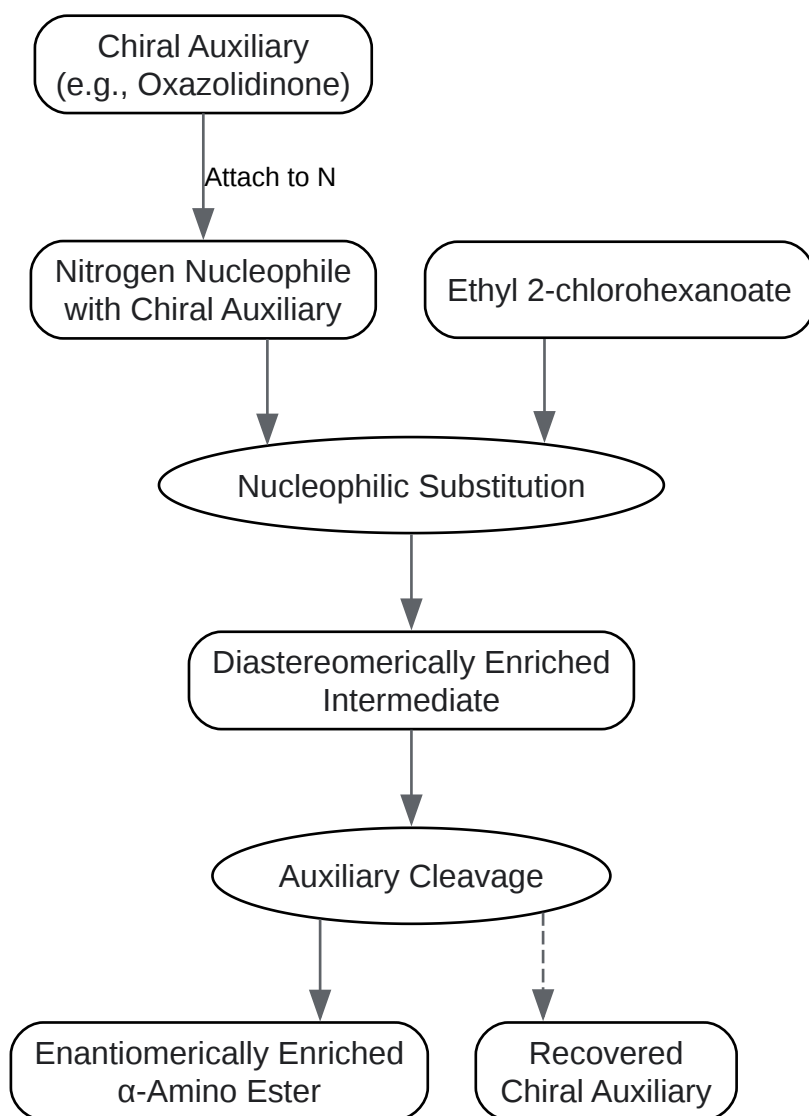 Chiral Auxiliary
(e.g., Oxazolidinone)
Attach to N
Nitrogen Nucleophile
with Chiral Auxiliary
Ethyl 2-chlorohexanoate
Nucleophilic Substitution
Diastereomerically Enriched
Intermediate
Auxiliary Cleavage
Enantiomerically Enriched
α-Amino Ester
Recovered
Chiral Auxiliary